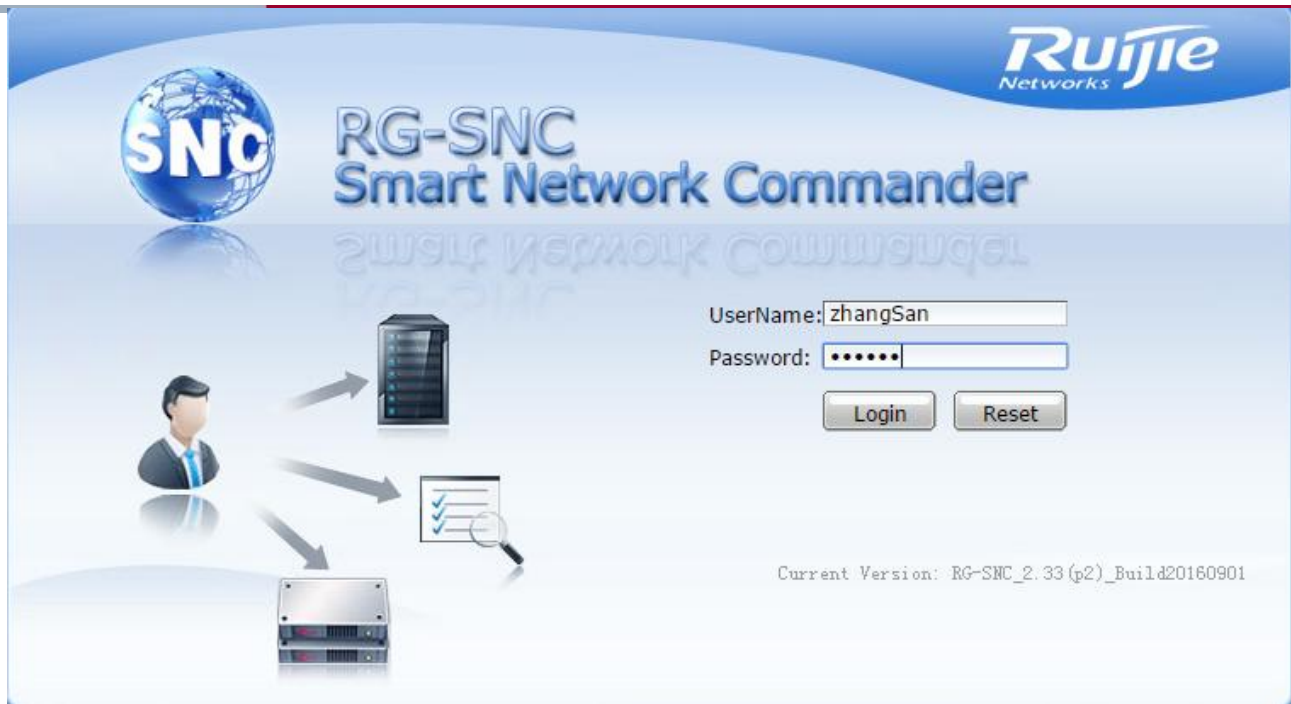 Ruijie
Networks
SNC
RG-SNC
Smart Network Commander
UserName: zhangSan
Password: ••••••
Login Reset
Current Version: RG-SNC_2.33(p2)_Build20160901